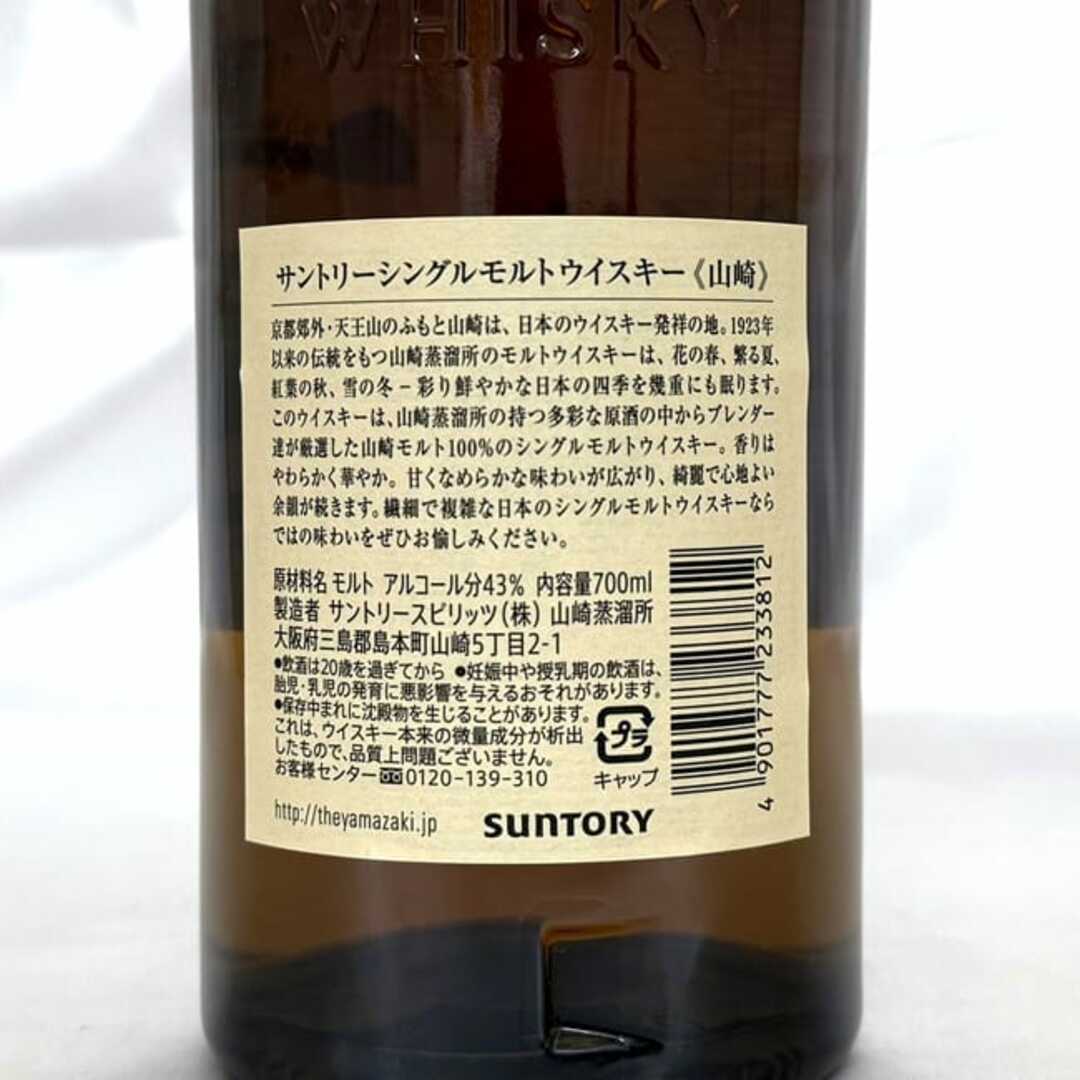 WHISKY
サントリーシングルモルトウイスキー《山崎》
京都郊外・天王山のふもと山崎は、日本のウイスキー発祥の地。1923年
以来の伝統をもつ山崎蒸溜所のモルトウイスキーは、花の春、繁る夏、
紅葉の秋、雪の冬－彩り鮮やかな日本の四季を幾重にも眠ります。
このウイスキーは、山崎蒸溜所の持つ多彩な原酒の中からブレンダー
達が厳選した山崎モルト100%のシングルモルトウイスキー。香りは
やわらかく華やか。甘くなめらかな味わいが広がり、綺麗で心地よい
余韻が続きます。繊細で複雑な日本のシングルモルトウイスキーなら
ではの味わいをぜひお愉しみください。
原材料名 モルト アルコール分43% 内容量700ml
製造者 サントリースピリッツ(株) 山崎蒸溜所
大阪府三島郡島本町山崎5丁目2-1
●飲酒は20歳を過ぎてから ●妊娠中や授乳期の飲酒は、
胎児・乳児の発育に悪影響を与えるおそれがあります。
●保存中まれに沈殿物を生じることがあります。
これは、ウイスキー本来の微量成分が析出
したもので、品質上問題ございません。
お客様センター 0120-139-310
プラ
キャップ
http://theyamazaki.jp
SUNTORY
4 901777 233812